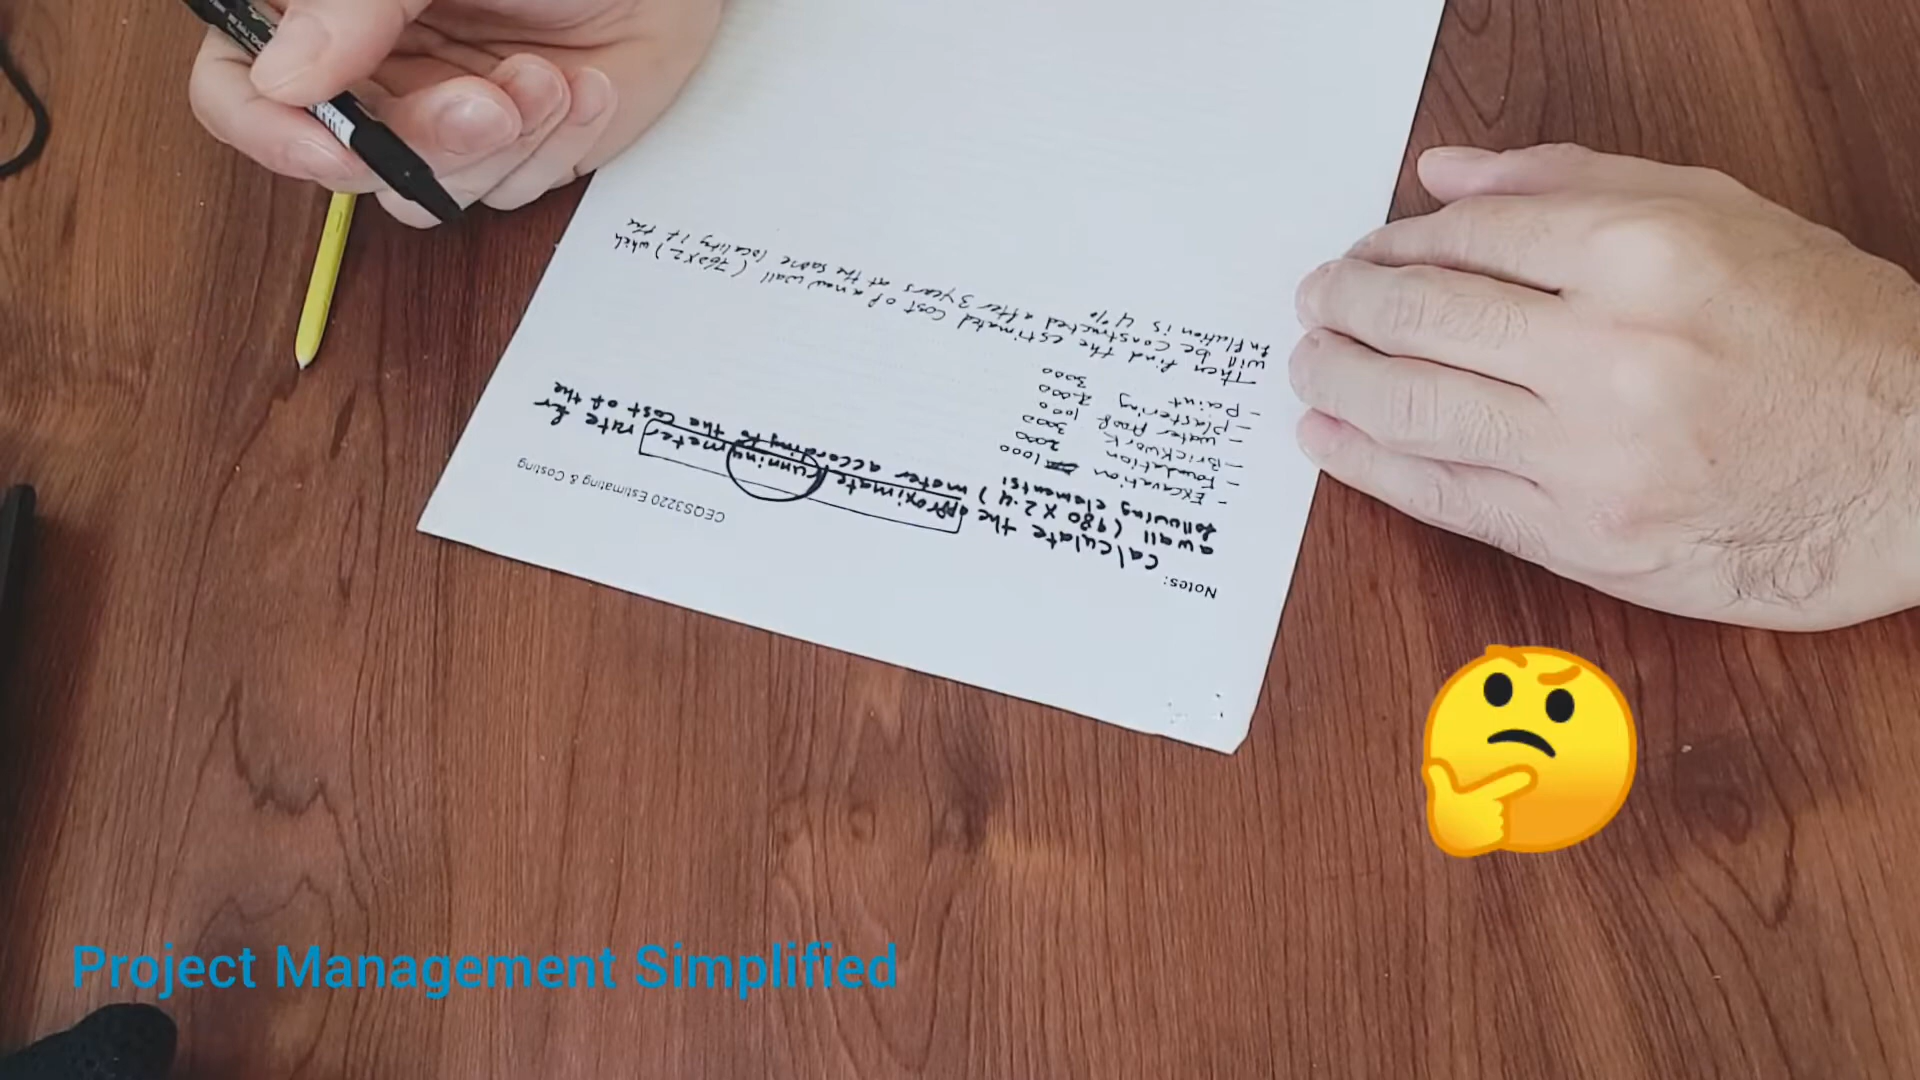 CEQS3220 Estimating & Costing
Notes:
Calculate the approximate running meter rate for
a wall (980 x 2.4) meter according to the cost of the
following elements:
- Excavation 1000
- Foundation 2000
- Brickwork 3000
- water proof 1000
- plastering 2000
- paint 3000
Then find the estimated cost of a new wall (760x2) which
will be constructed after 3 years at the same locality if the
Inflution is 4%
Project Management Simplified